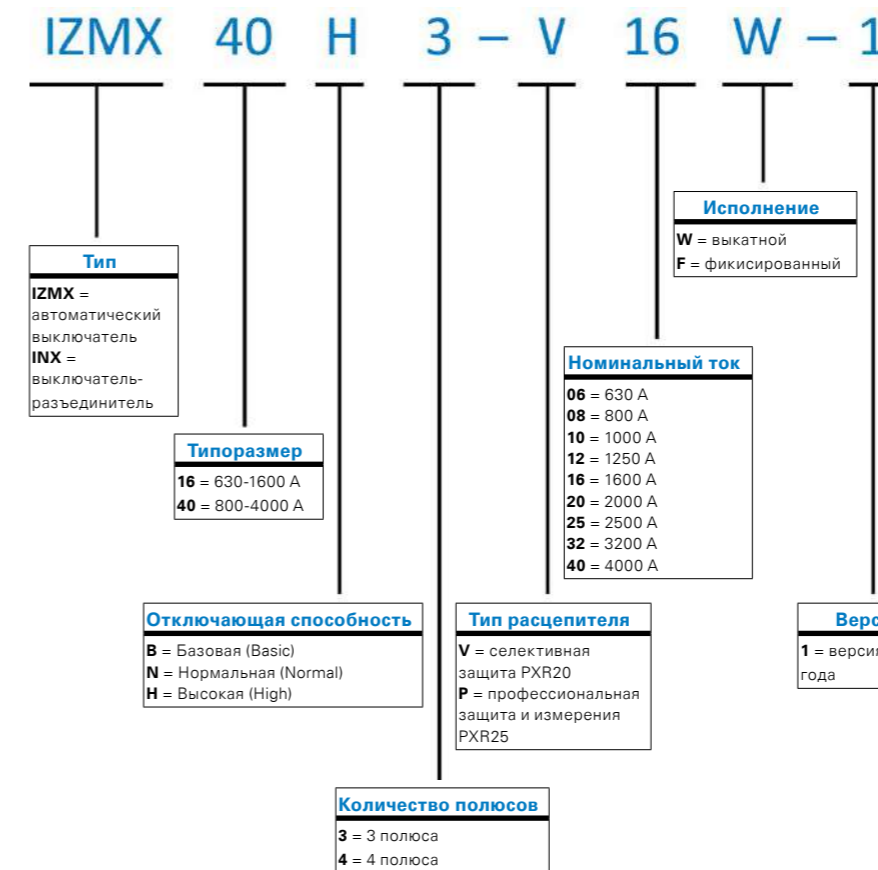 IZMX 40 H 3 – V 16 W – 1
Исполнение
W = выкатной
F = фикисированный
Тип
IZMX =
автоматический
выключатель
INX =
выключатель-
разъединитель
Номинальный ток
06 = 630 A
08 = 800 A
10 = 1000 A
12 = 1250 A
16 = 1600 A
20 = 2000 A
25 = 2500 A
32 = 3200 A
40 = 4000 A
Типоразмер
16 = 630-1600 A
40 = 800-4000 A
Отключающая способность
B = Базовая (Basic)
N = Нормальная (Normal)
H = Высокая (High)
Тип расцепителя
V = селективная
защита PXR20
P = профессиональная
защита и измерения
PXR25
1 = версия
года
Количество полюсов
3 = 3 полюса
4 = 4 полюса